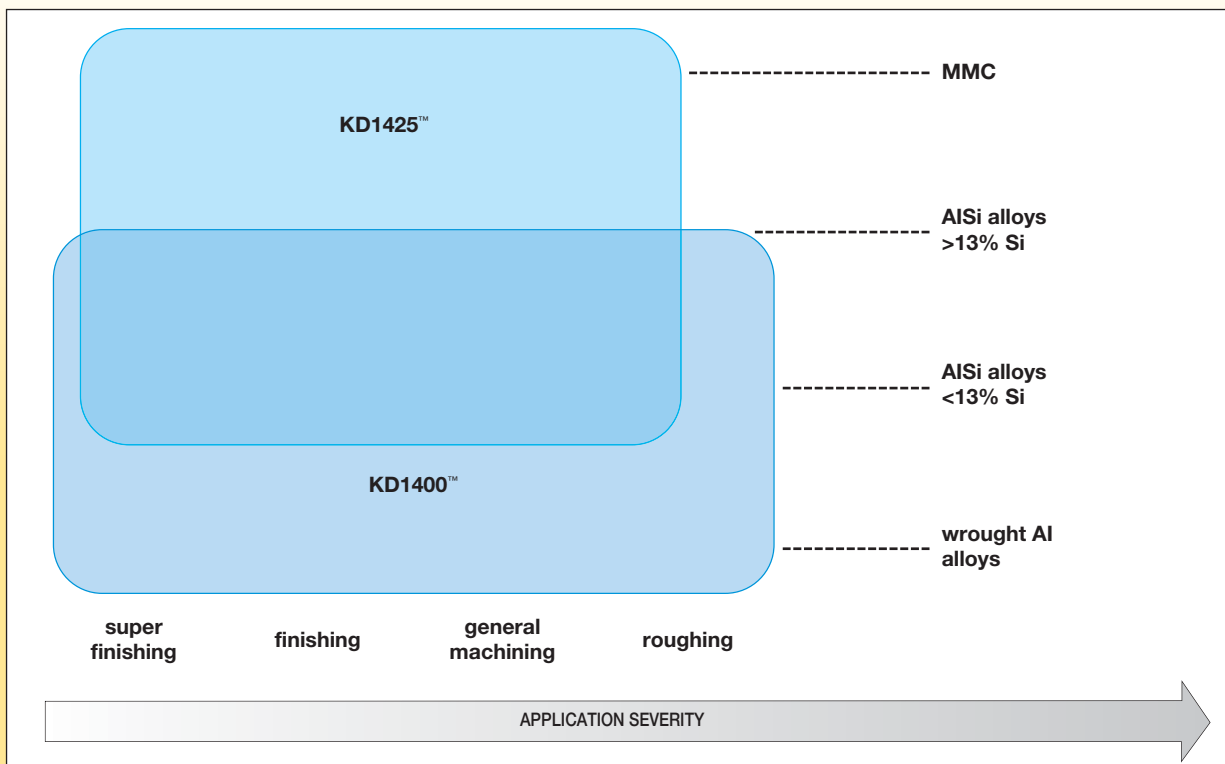 KD1425™
MMC
AlSi alloys
>13% Si
AlSi alloys
<13% Si
KD1400™
wrought Al
alloys
super
finishing
finishing
general
machining
roughing
APPLICATION SEVERITY